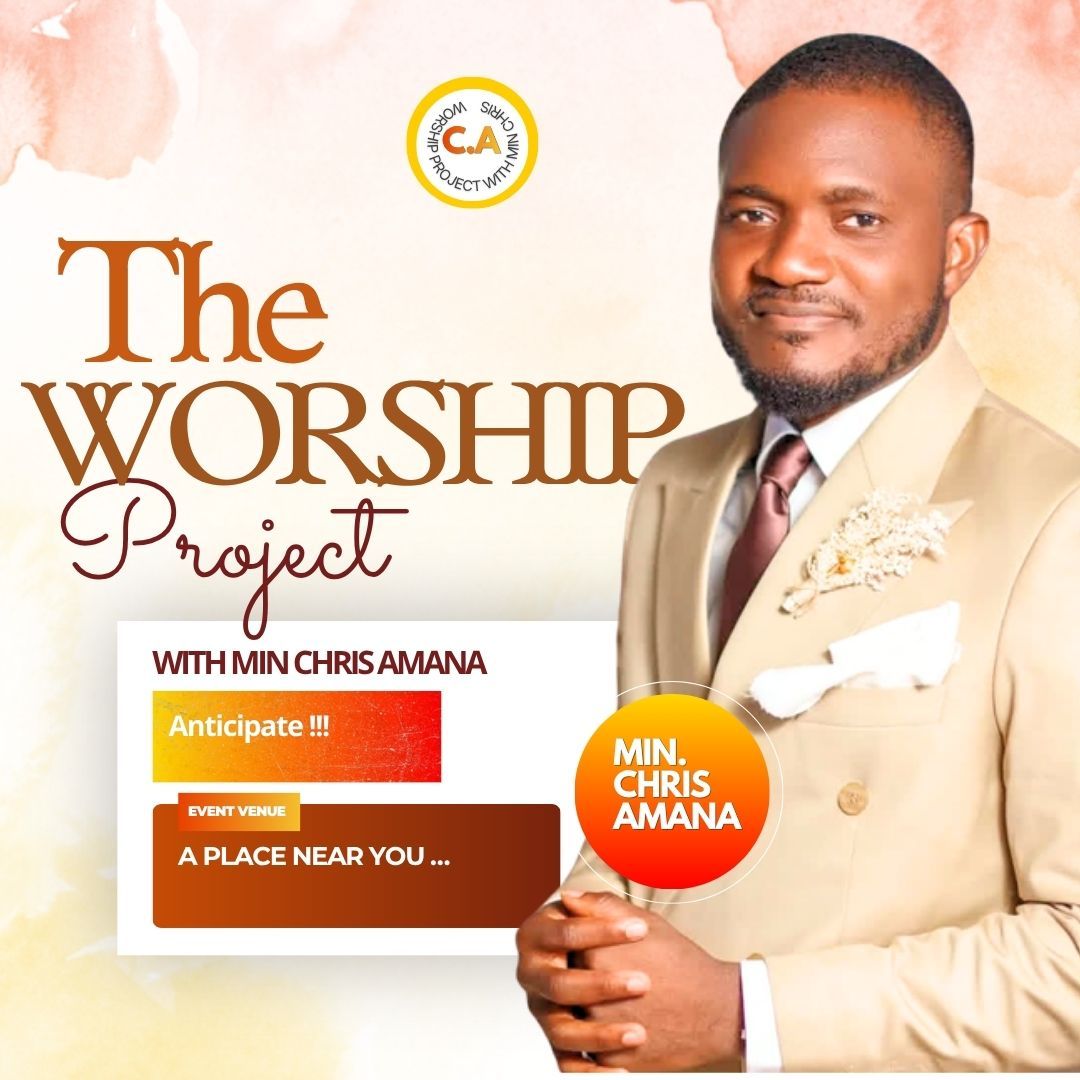 C.A
WORSHIP PROJECT WITH MIN CHRIS
The
WORSHIP
Project
WITH MIN CHRIS AMANA
Anticipate !!!
EVENT VENUE
A PLACE NEAR YOU ...
MIN.
CHRIS
AMANA